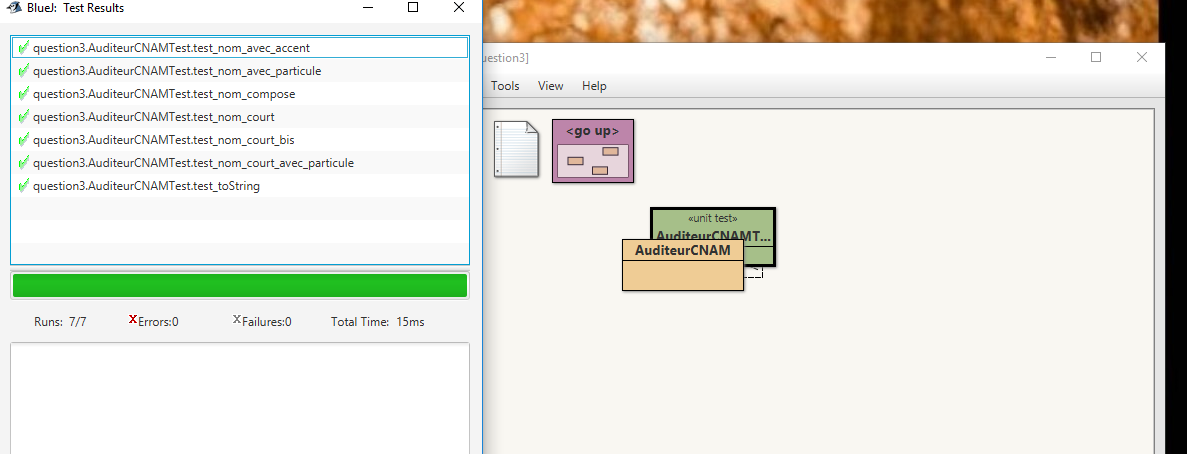 BlueJ: Test Results
question3.AuditeurCNAMTest.test_nom_avec_accent
question3.AuditeurCNAMTest.test_nom_avec_particule
question3.AuditeurCNAMTest.test_nom_compose
question3.AuditeurCNAMTest.test_nom_court
question3.AuditeurCNAMTest.test_nom_court_bis
question3.AuditeurCNAMTest.test_nom_court_avec_particule
question3.AuditeurCNAMTest.test_toString
Runs: 7/7
Errors:0
Failures:0
Total Time: 15ms
uestion3]
Tools View Help
<go up>
«unit test»
AuditeurCNAMT...
AuditeurCNAM